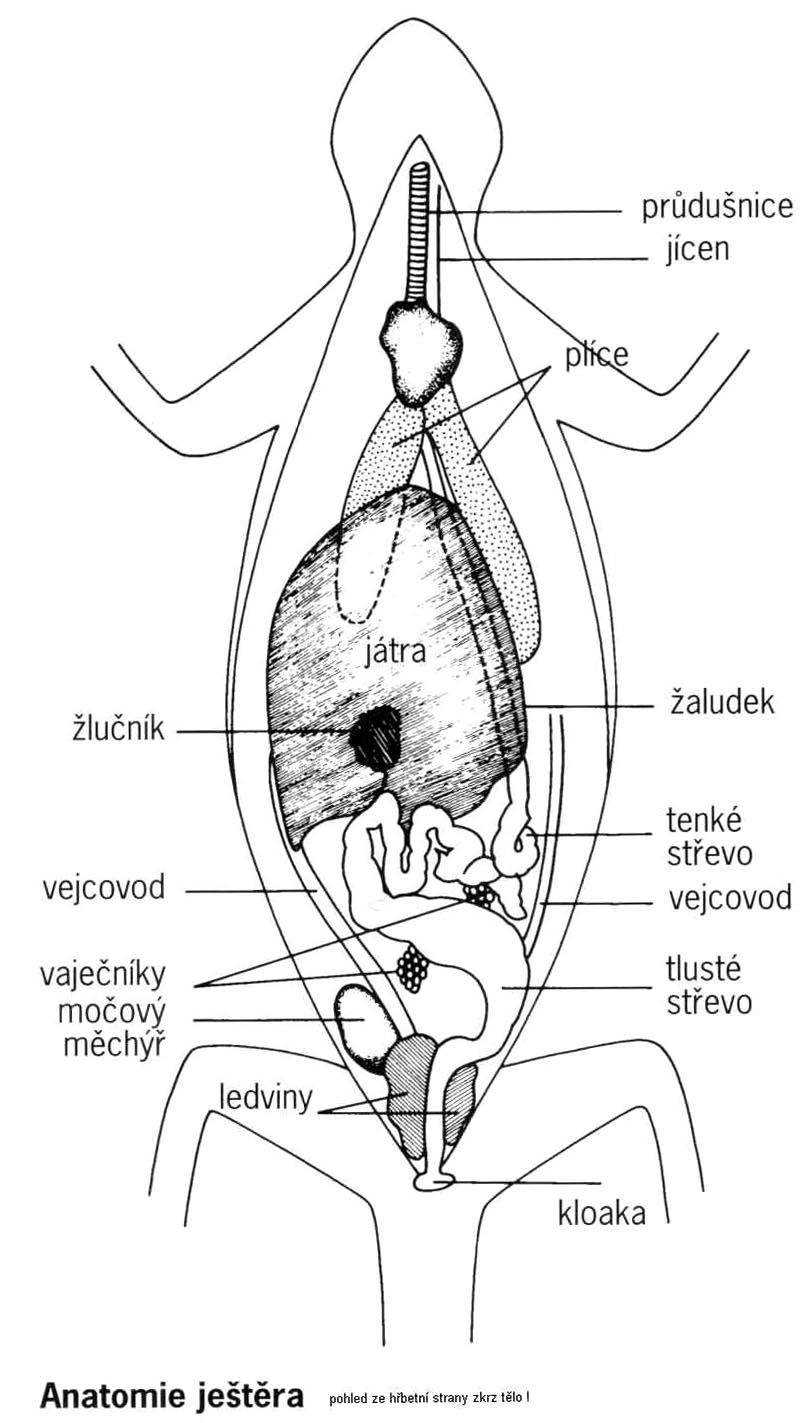 průdušnice
jícen
plíce
játra
žlučník
žaludek
tenké
střevo
vejcovod
vejcovod
vaječníky
močový
měchýř
tlusté
střevo
ledviny
kloaka
Anatomie ještěra pohled ze hřbetní strany zkrz tělo !